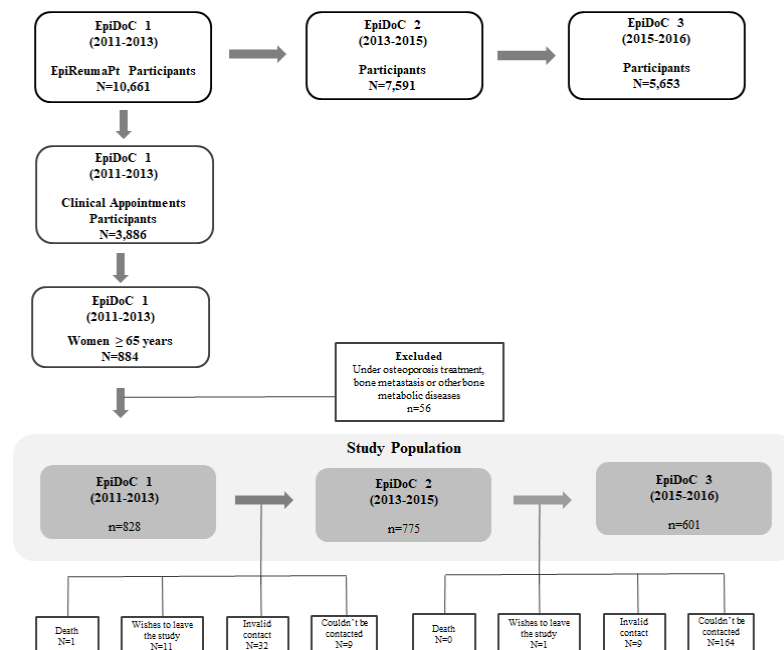 EpiDoC 1
(2011-2013)
EpiReumaPt Participants
N=10,661
EpiDoC 2
(2013-2015)
Participants
N=7,591
EpiDoC 3
(2015-2016)
Participants
N=5,653
EpiDoC 1
(2011-2013)
Clinical Appointments
Participants
N=3,886
EpiDoC 1
(2011-2013)
Women ≥ 65 years
N=884
Excluded
Under osteoporosis treatment,
bone metastasis or other bone
metabolic diseases
n=56
Study Population
EpiDoC 1
(2011-2013)
n=828
EpiDoC 2
(2013-2015)
n=775
EpiDoC 3
(2015-2016)
n=601
Death
N=1
Wishes to leave
the study
N=11
Invalid
contact
N=32
Couldn't be
contacted
N=9
Death
N=0
Wishes to leave
the study
N=1
Invalid
contact
N=9
Couldn't be
contacted
N=164